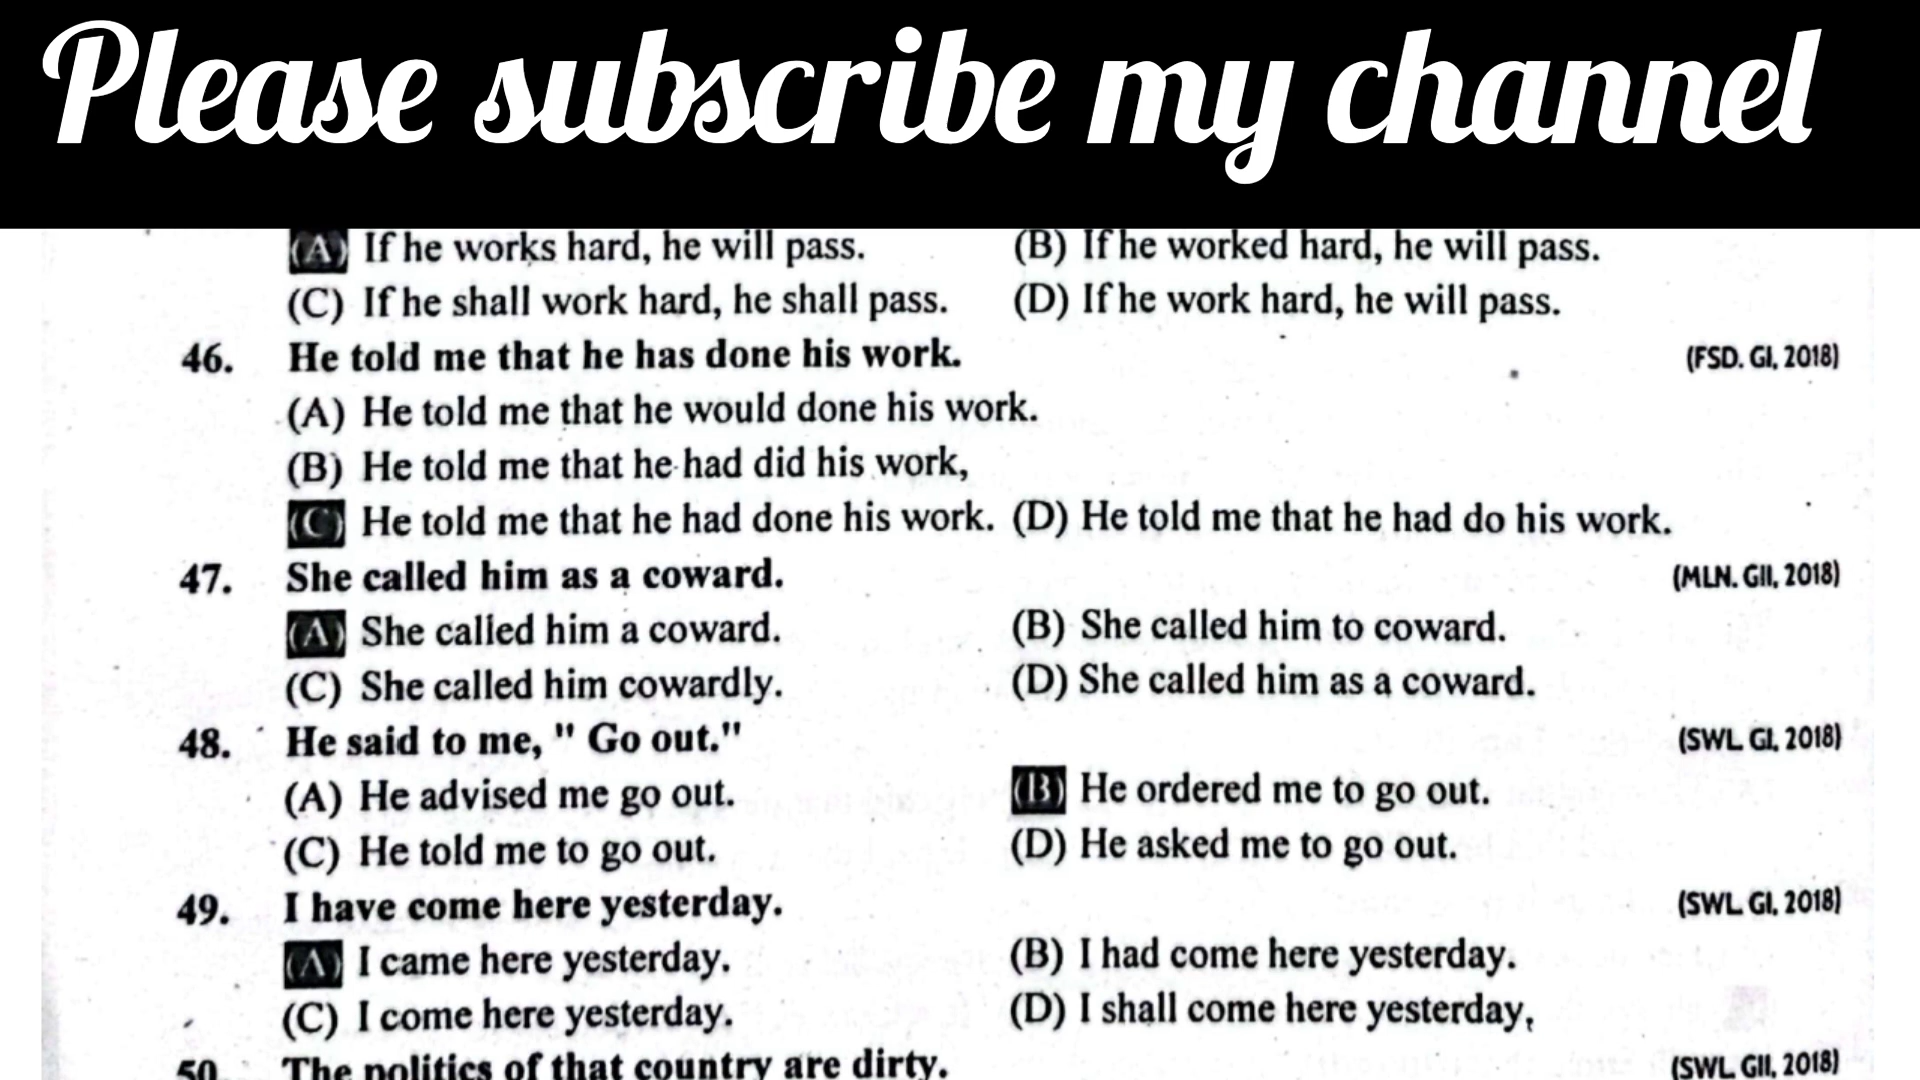 Please subscribe my channel
(A) If he works hard, he will pass. (B) If he worked hard, he will pass.
(C) If he shall work hard, he shall pass. (D) If he work hard, he will pass.
46. He told me that he has done his work. (FSD. GI, 2018)
(A) He told me that he would done his work.
(B) He told me that he had did his work,
(C) He told me that he had done his work. (D) He told me that he had do his work.
47. She called him as a coward. (MLN. GII, 2018)
(A) She called him a coward. (B) She called him to coward.
(C) She called him cowardly. (D) She called him as a coward.
48. He said to me, " Go out." (SWL. GI, 2018)
(A) He advised me go out. (B) He ordered me to go out.
(C) He told me to go out. (D) He asked me to go out.
49. I have come here yesterday. (SWL. GI, 2018)
(A) I came here yesterday. (B) I had come here yesterday.
(C) I come here yesterday. (D) I shall come here yesterday,
50. The politics of that country are dirty. (SWL. GII, 2018)